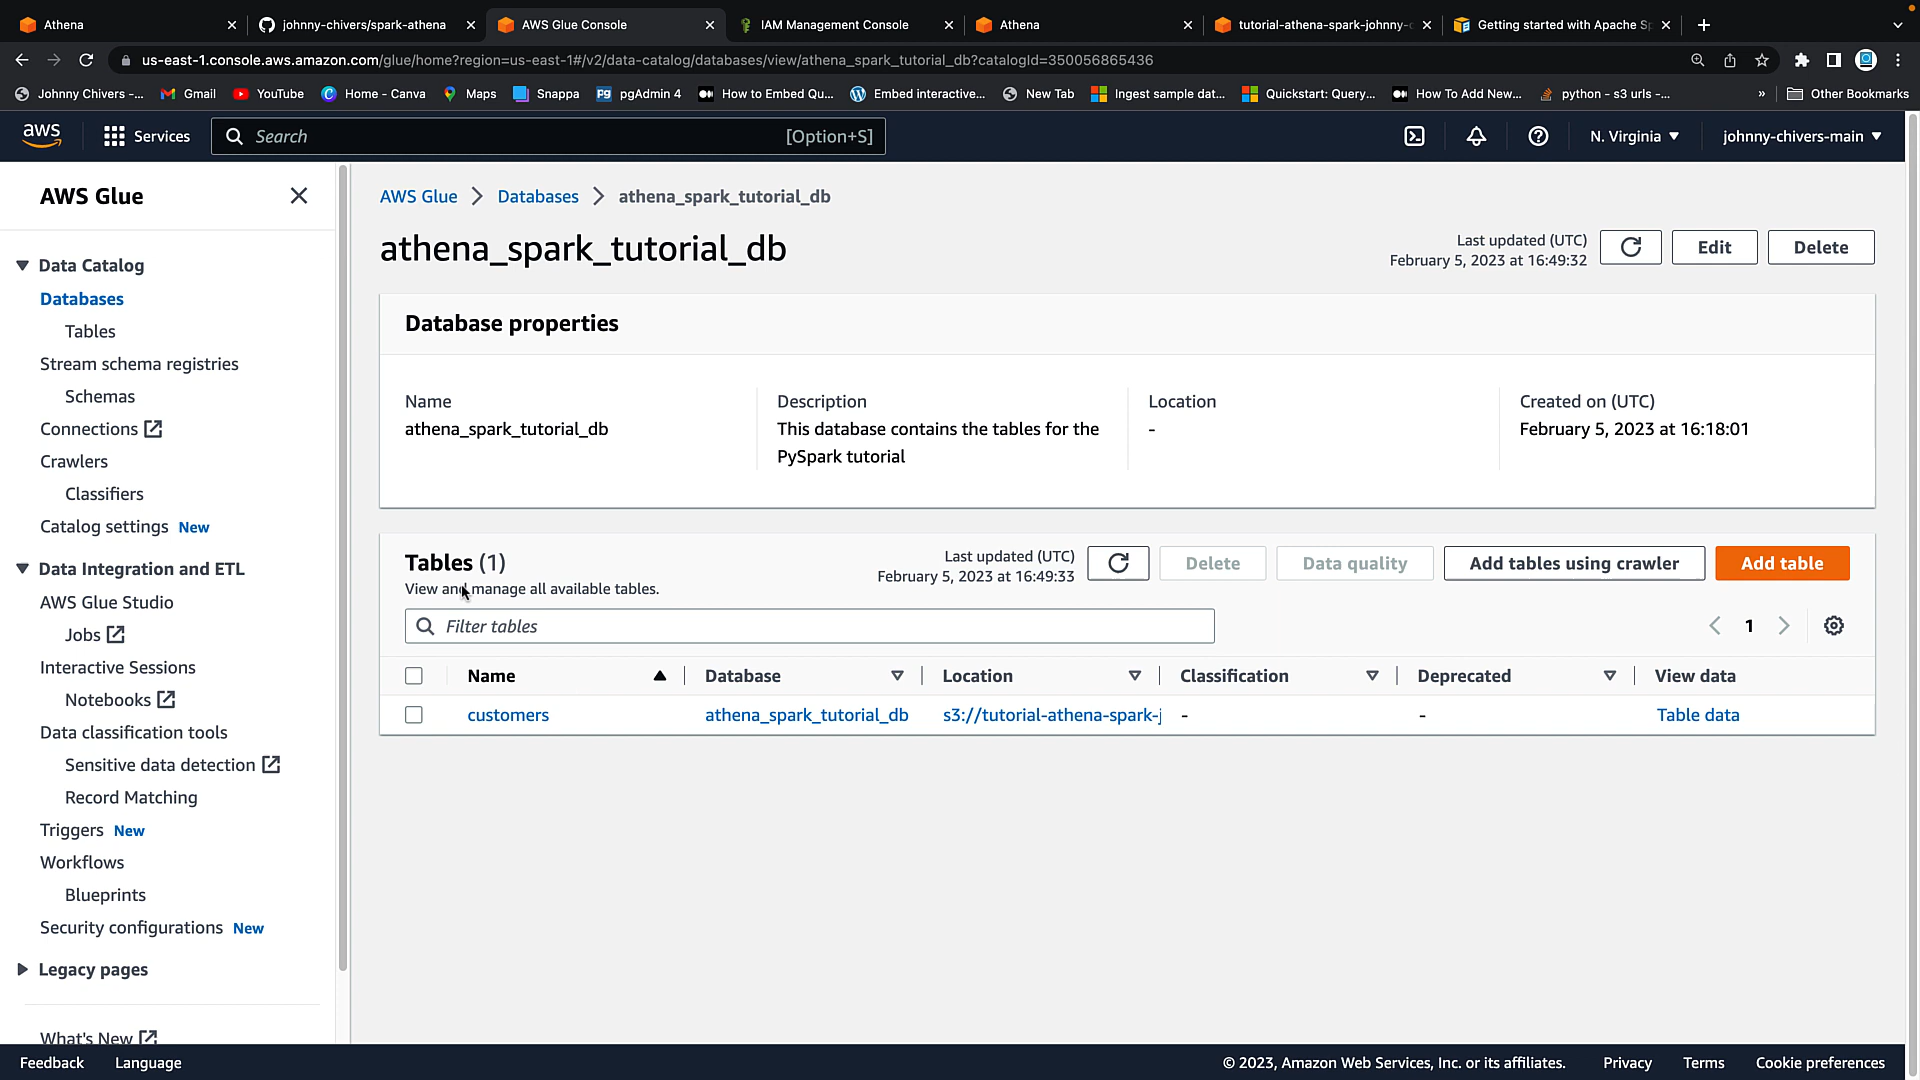 Athena
johnny-chivers/spark-athena
AWS Glue Console
IAM Management Console
Athena
tutorial-athena-spark-johnny-
Getting started with Apache Sp
us-east-1.console.aws.amazon.com/glue/home?region=us-east-1#/v2/data-catalog/databases/view/athena_spark_tutorial_db?catalogId=350056865436
Johnny Chivers -...
Gmail
YouTube
Home - Canva
Maps
Snappa
pgAdmin 4
How to Embed Qu...
Embed interactive...
New Tab
Ingest sample dat...
Quickstart: Query...
How To Add New...
python - s3 urls -...
»
Other Bookmarks
aws
Services
Search
[Option+S]
N. Virginia
johnny-chivers-main
AWS Glue
Data Catalog
Databases
Tables
Stream schema registries
Schemas
Connections
Crawlers
Classifiers
Catalog settings New
Data Integration and ETL
AWS Glue Studio
Jobs
Interactive Sessions
Notebooks
Data classification tools
Sensitive data detection
Record Matching
Triggers New
Workflows
Blueprints
Security configurations New
Legacy pages
What's New
AWS Glue > Databases > athena_spark_tutorial_db
athena_spark_tutorial_db
Last updated (UTC)
February 5, 2023 at 16:49:32
Edit
Delete
Database properties
Name
athena_spark_tutorial_db
Description
This database contains the tables for the
PySpark tutorial
Location
-
Created on (UTC)
February 5, 2023 at 16:18:01
Tables (1)
View and manage all available tables.
Last updated (UTC)
February 5, 2023 at 16:49:33
Delete
Data quality
Add tables using crawler
Add table
Filter tables
1
Name Database Location Classification Deprecated View data
customers athena_spark_tutorial_db s3://tutorial-athena-spark-j - - Table data
Feedback
Language
© 2023, Amazon Web Services, Inc. or its affiliates.
Privacy
Terms
Cookie preferences